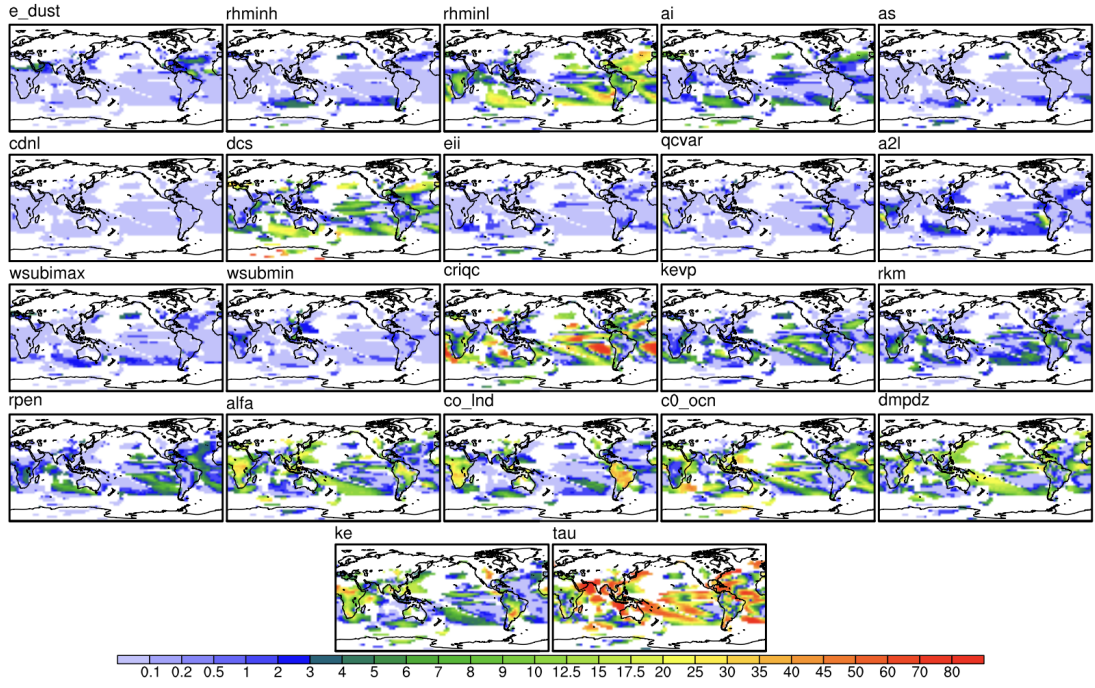 e_dust rhminh rhminl ai as
cdnl dcs eii qcvar a2l
wsubimax wsubmin criqc kevp rkm
rpen alfa co_lnd c0_ocn dmpdz
ke tau
0.1 0.2 0.5 1 2 3 4 5 6 7 8 9 10 12.5 15 17.5 20 25 30 35 40 45 50 60 70 80